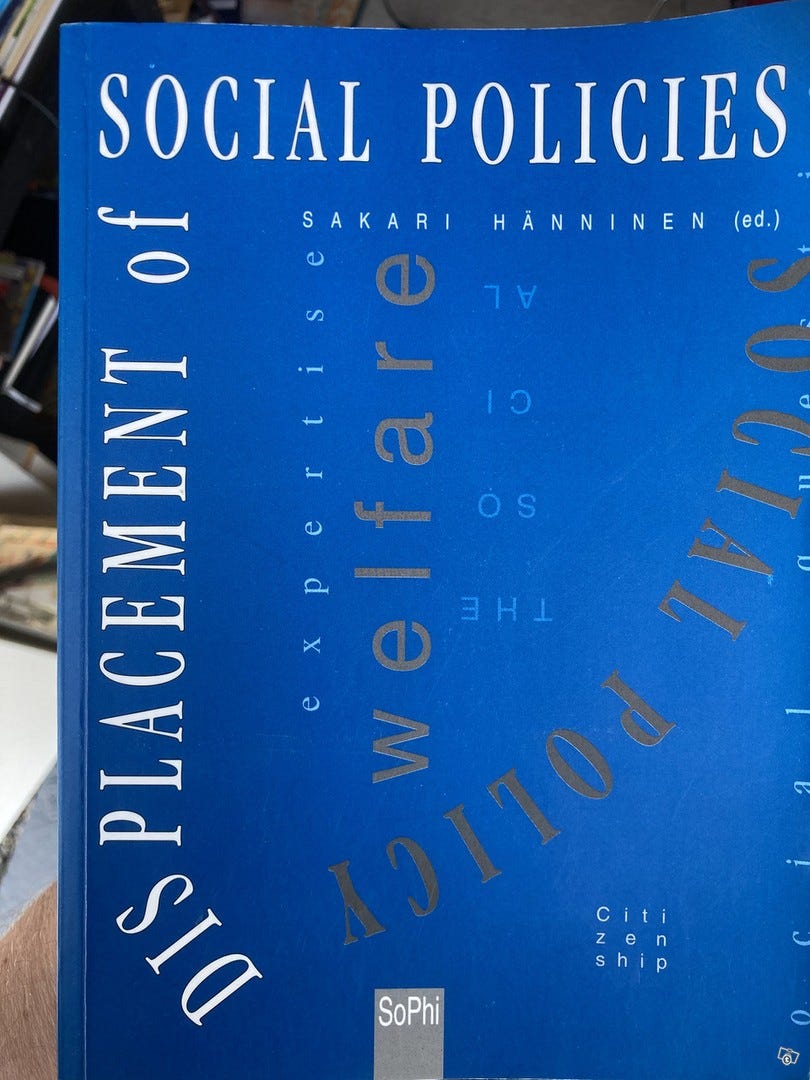 DISPLACEMENT of
SOCIAL POLICIES
SAKARI HÄNNINEN (ed.)
expertise
welfare
THE
SO
CI
AL
SOCIAL POLICY
Citi
zen
ship
SoPhi